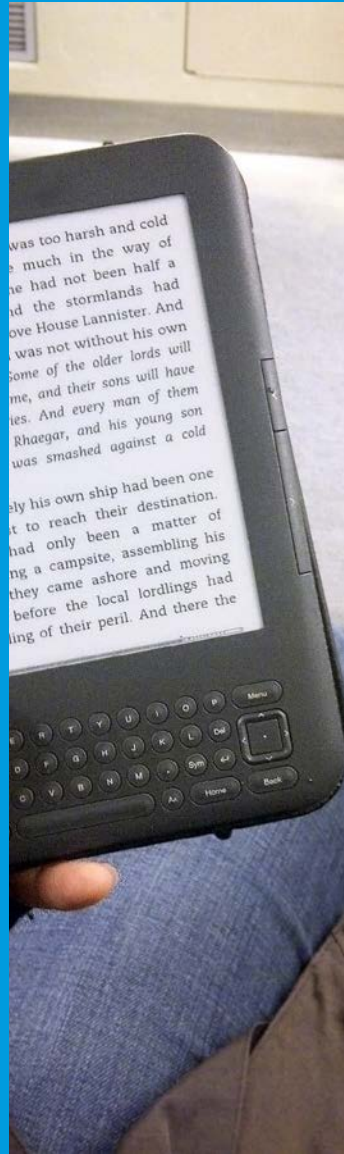 was too harsh and cold
much in the way of
he had not been half a
nd the stormlands had
ove House Lannister. And
was not without his own
Some of the older lords will
me, and their sons will have
ies. And every man of them
Rhaegar, and his young son
was smashed against a cold
ely his own ship had been one
t to reach their destination.
had only been a matter of
ng a campsite, assembling his
they came ashore and moving
before the local lordlings had
ling of their peril. And there the
E R T Y U I O P Menu
D F G H J K L Del
C V B N M . Sym
Aa Home Back